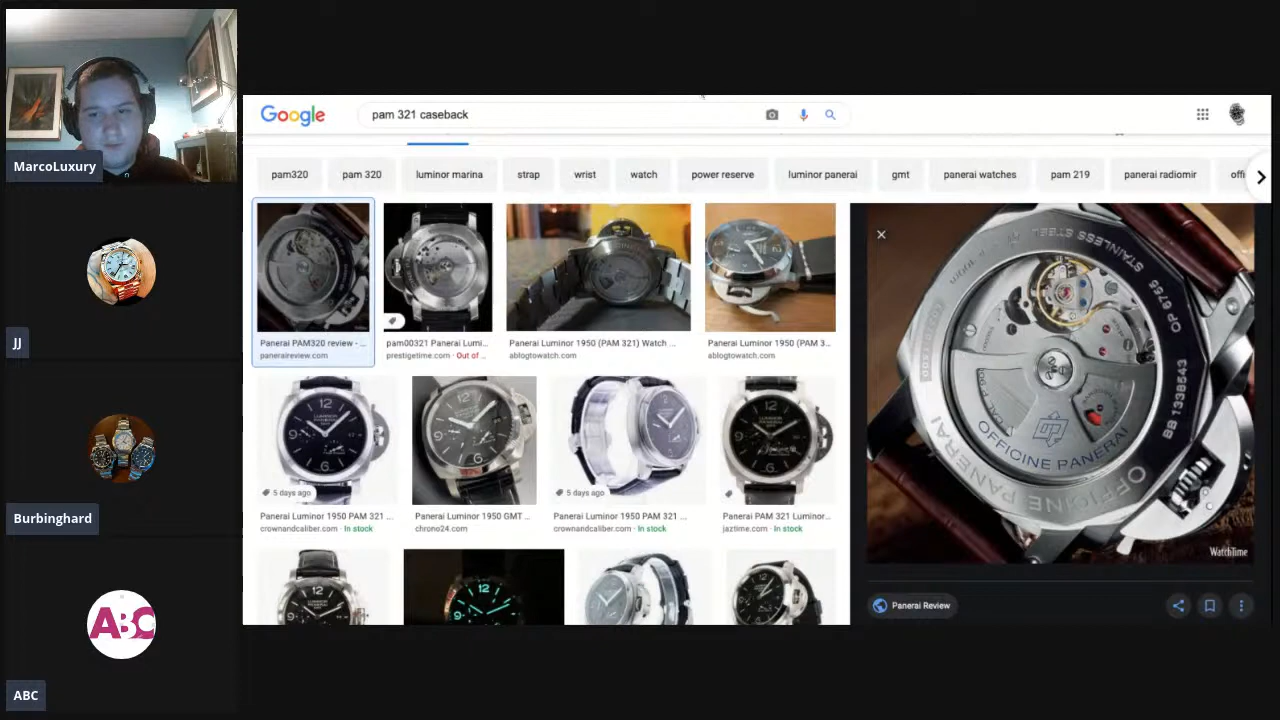 MarcoLuxury
JJ
Burbinghard
ABC
ABC
Google
pam 321 caseback
pam320
pam 320
luminor marina
strap
wrist
watch
power reserve
luminor panerai
gmt
panerai watches
pam 219
panerai radiomir
offi
Panerai PAM320 review - ...
paneraireview.com
pam00321 Panerai Lumi...
prestigetime.com · Out of ...
Panerai Luminor 1950 (PAM 321) Watch ...
ablogtowatch.com
Panerai Luminor 1950 (PAM 3...
ablogtowatch.com
5 days ago
Panerai Luminor 1950 PAM 321 ...
crownandcaliber.com · In stock
Panerai Luminor 1950 GMT ...
chrono24.com
5 days ago
Panerai Luminor 1950 PAM 321 ...
crownandcaliber.com · In stock
Panerai PAM 321 Luminor...
jaztime.com · In stock
STAINLESS STEEL
OP 6755
BB 1338543
OFFICINE PANERAI
OFFICINE PANERAI
WatchTime
Panerai Review